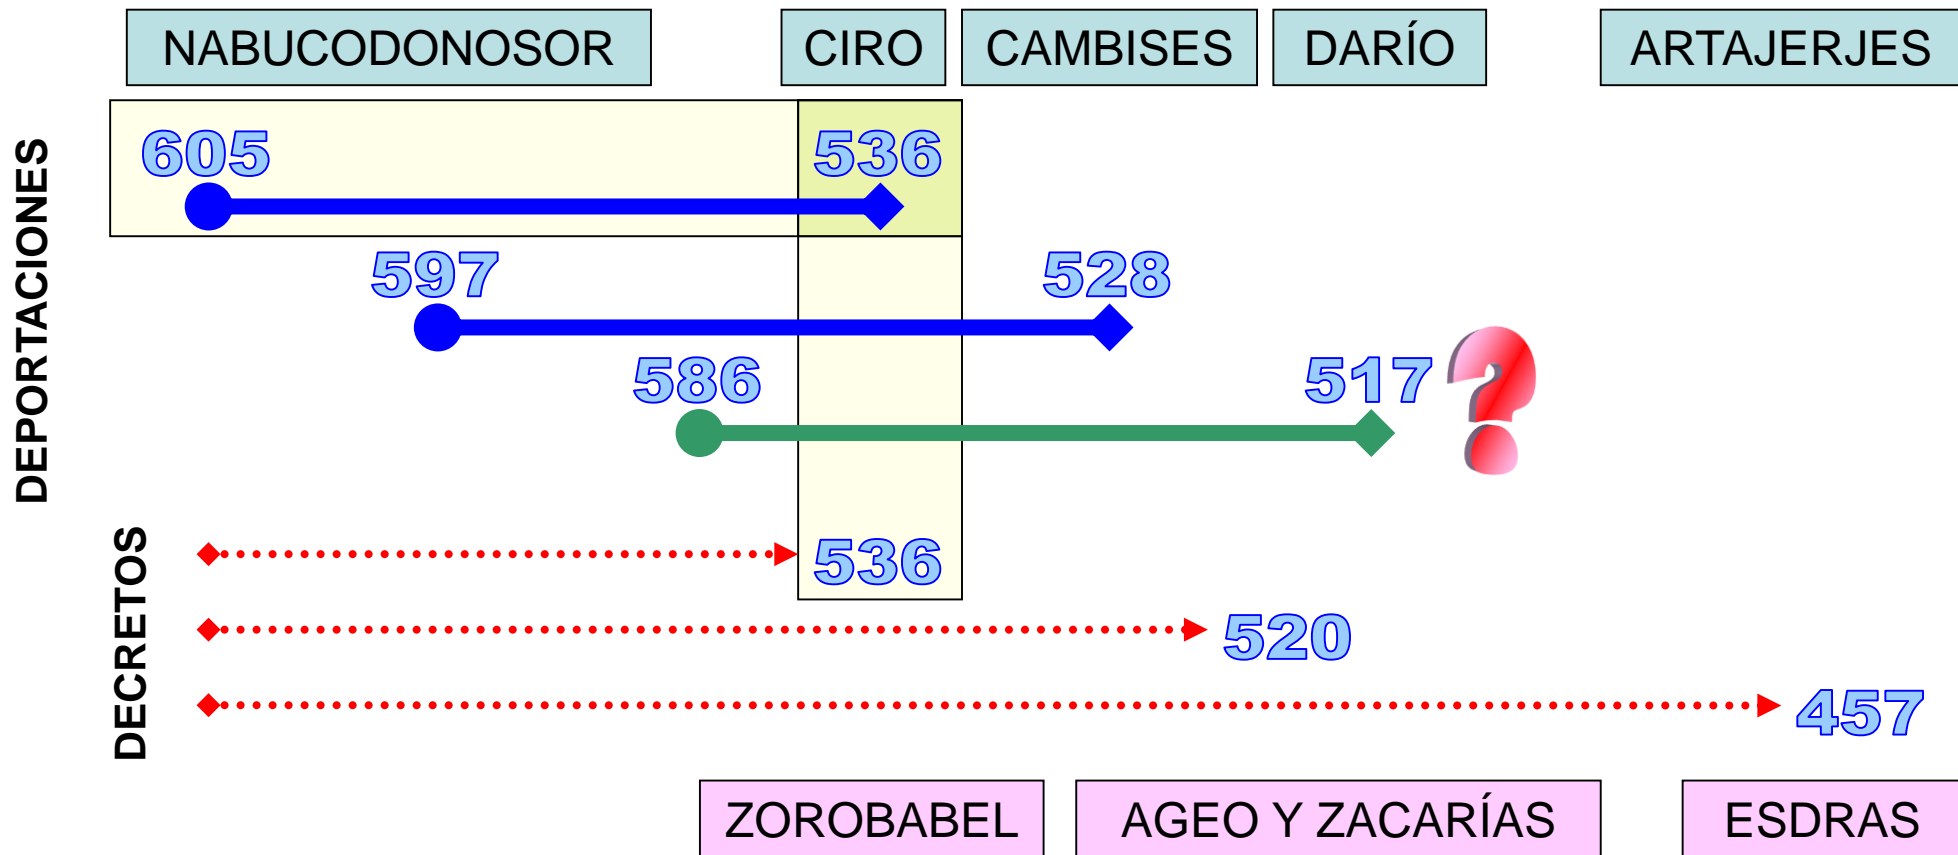 NABUCODONOSOR
CIRO
CAMBISES
DARÍO
ARTAJERJES
DEPORTACIONES
605
536
597
528
586
517
?
DECRETOS
536
520
457
ZOROBABEL
AGEO Y ZACARÍAS
ESDRAS